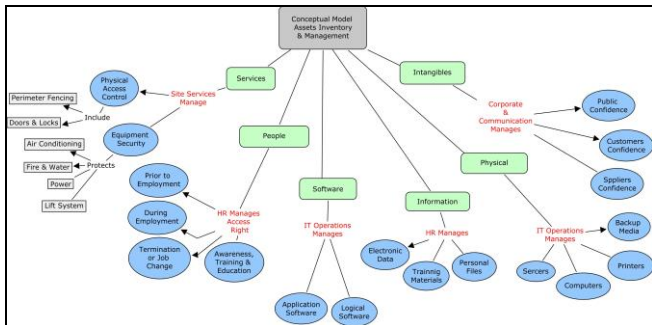 Conceptual Model
Assets Inventory
& Management
Services
Intangibles
Physical
Access
Control
Site Services
Manage
Perimeter Fencing
Include
Doors & Locks
Equipment
Security
Air Conditioning
Protects
Fire & Water
Power
Lift System
People
Corporate
&
Communication
Manages
Public
Confidence
Customers
Confidence
Sppliers
Confidence
Physical
Prior to
Employment
During
Employment
Termination
or Job
Change
HR Manages
Access
Right
Awareness,
Training &
Education
Software
IT Operations
Manages
Application
Software
Logical
Software
Information
HR Manages
Electronic
Data
Trainnig
Materials
Personal
Files
IT Operations
Manages
Backup
Media
Printers
Sercers
Computers